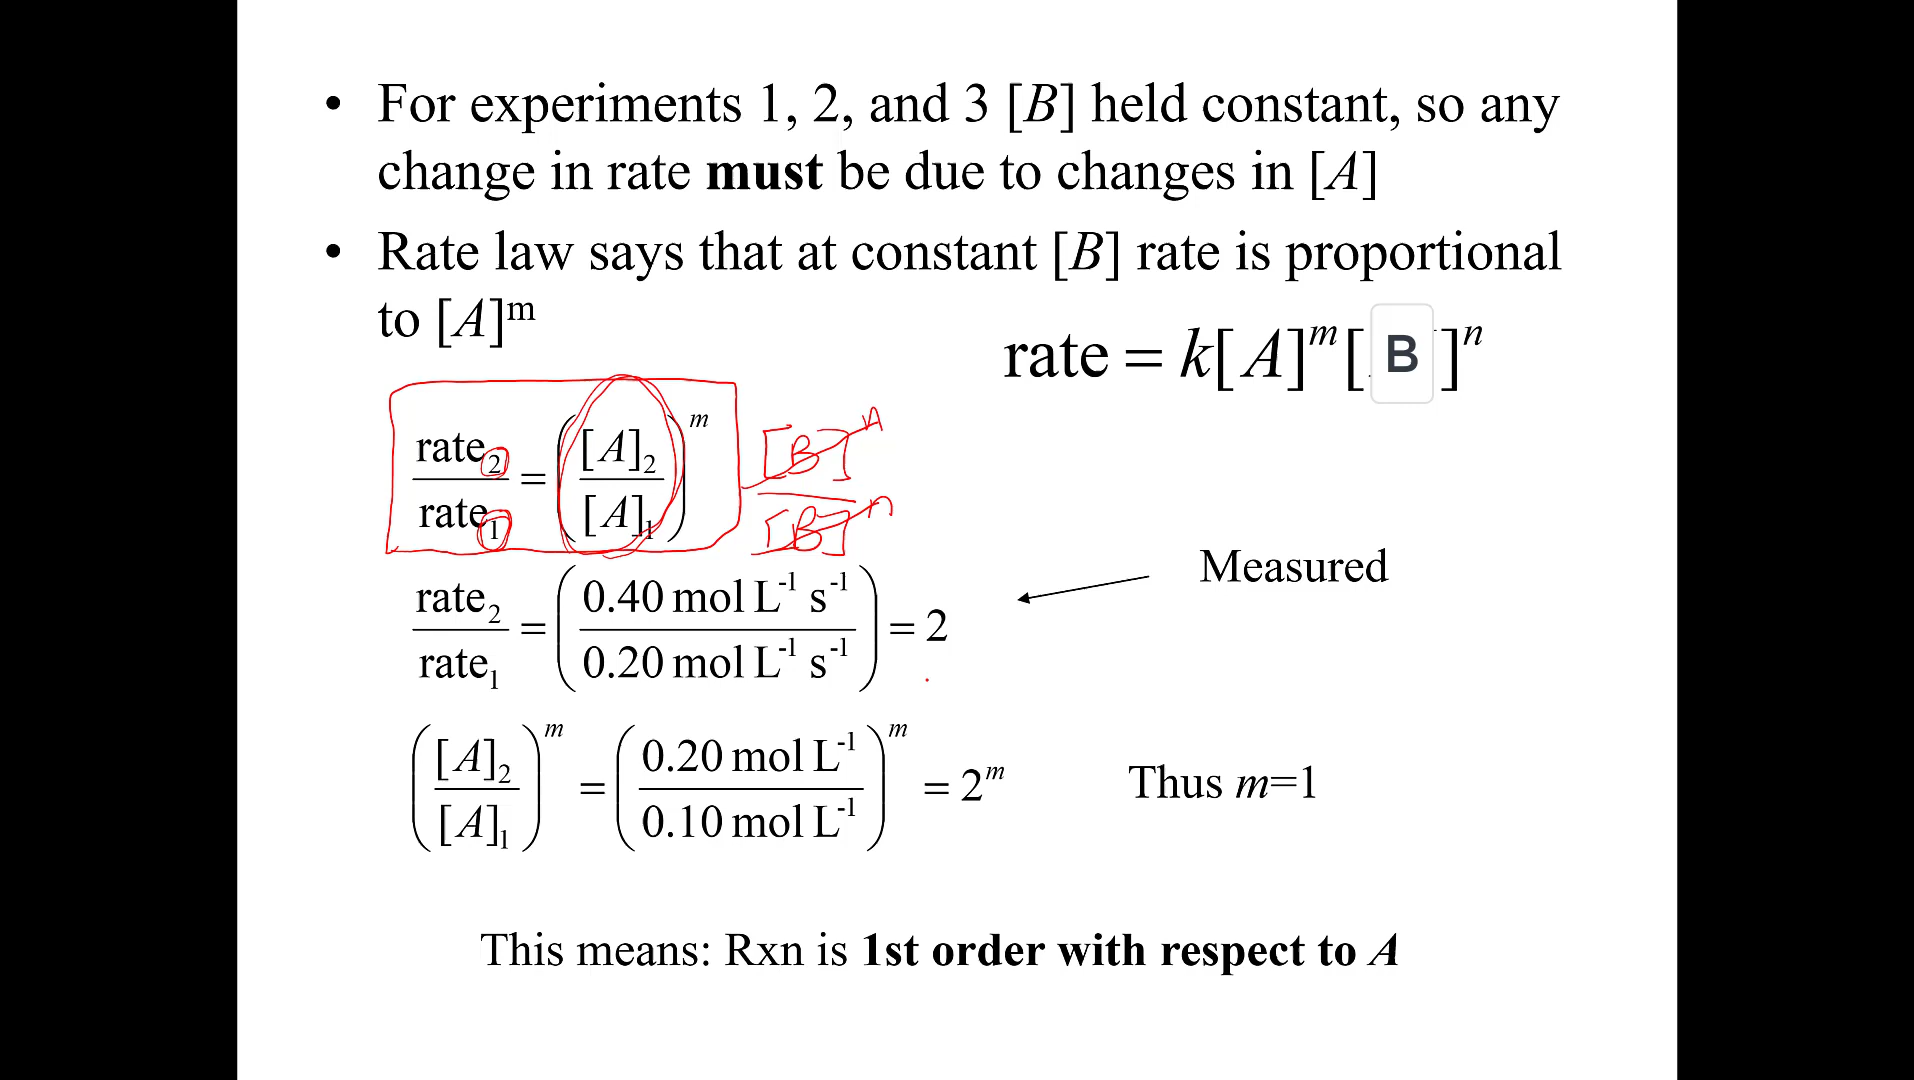 • For experiments 1, 2, and 3 [B] held constant, so any
change in rate must be due to changes in [A]
• Rate law says that at constant [B] rate is proportional
to [A]ᵐ
rate = k[A]ᵐ[B]ⁿ
rate₂ / rate₁ = ([A]₂ / [A]₁)ᵐ [B]ⁿ / [B]ⁿ
Measured
rate₂ / rate₁ = (0.40 mol L⁻¹ s⁻¹ / 0.20 mol L⁻¹ s⁻¹) = 2
([A]₂ / [A]₁)ᵐ = (0.20 mol L⁻¹ / 0.10 mol L⁻¹)ᵐ = 2ᵐ
Thus m=1
This means: Rxn is 1st order with respect to A